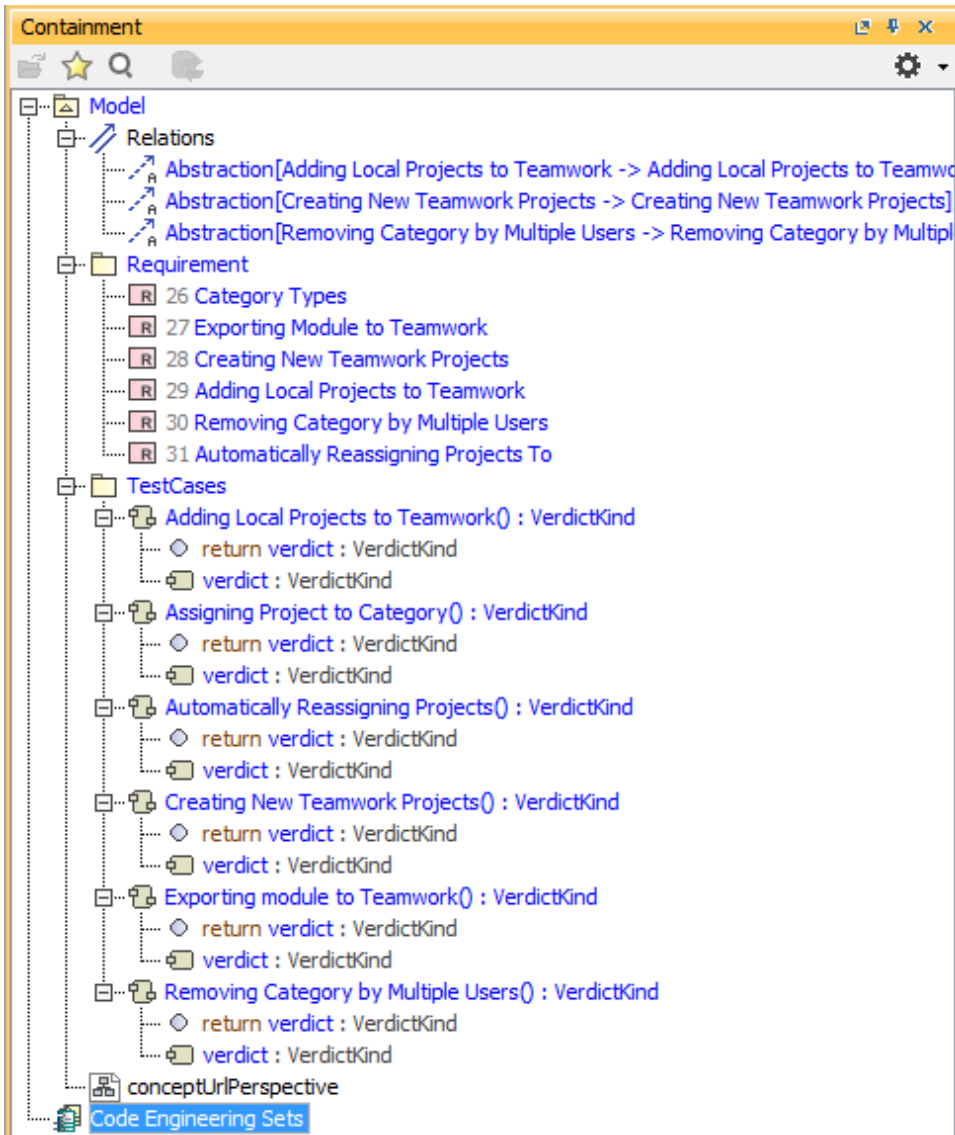 Containment
Model
Relations
Abstraction[Adding Local Projects to Teamwork -> Adding Local Projects to
Abstraction[Creating New Teamwork Projects -> Creating New Teamwork Projects]
Abstraction[Removing Category by Multiple Users -> Removing Category by
Requirement
R 26 Category Types
R 27 Exporting Module to Teamwork
R 28 Creating New Teamwork Projects
R 29 Adding Local Projects to Teamwork
R 30 Removing Category by Multiple Users
R 31 Automatically Reassigning Projects To
TestCases
Adding Local Projects to Teamwork() : VerdictKind
return verdict : VerdictKind
verdict : VerdictKind
Assigning Project to Category() : VerdictKind
return verdict : VerdictKind
verdict : VerdictKind
Automatically Reassigning Projects() : VerdictKind
return verdict : VerdictKind
verdict : VerdictKind
Creating New Teamwork Projects() : VerdictKind
return verdict : VerdictKind
verdict : VerdictKind
Exporting module to Teamwork() : VerdictKind
return verdict : VerdictKind
verdict : VerdictKind
Removing Category by Multiple Users() : VerdictKind
return verdict : VerdictKind
verdict : VerdictKind
conceptUrlPerspective
Code Engineering Sets